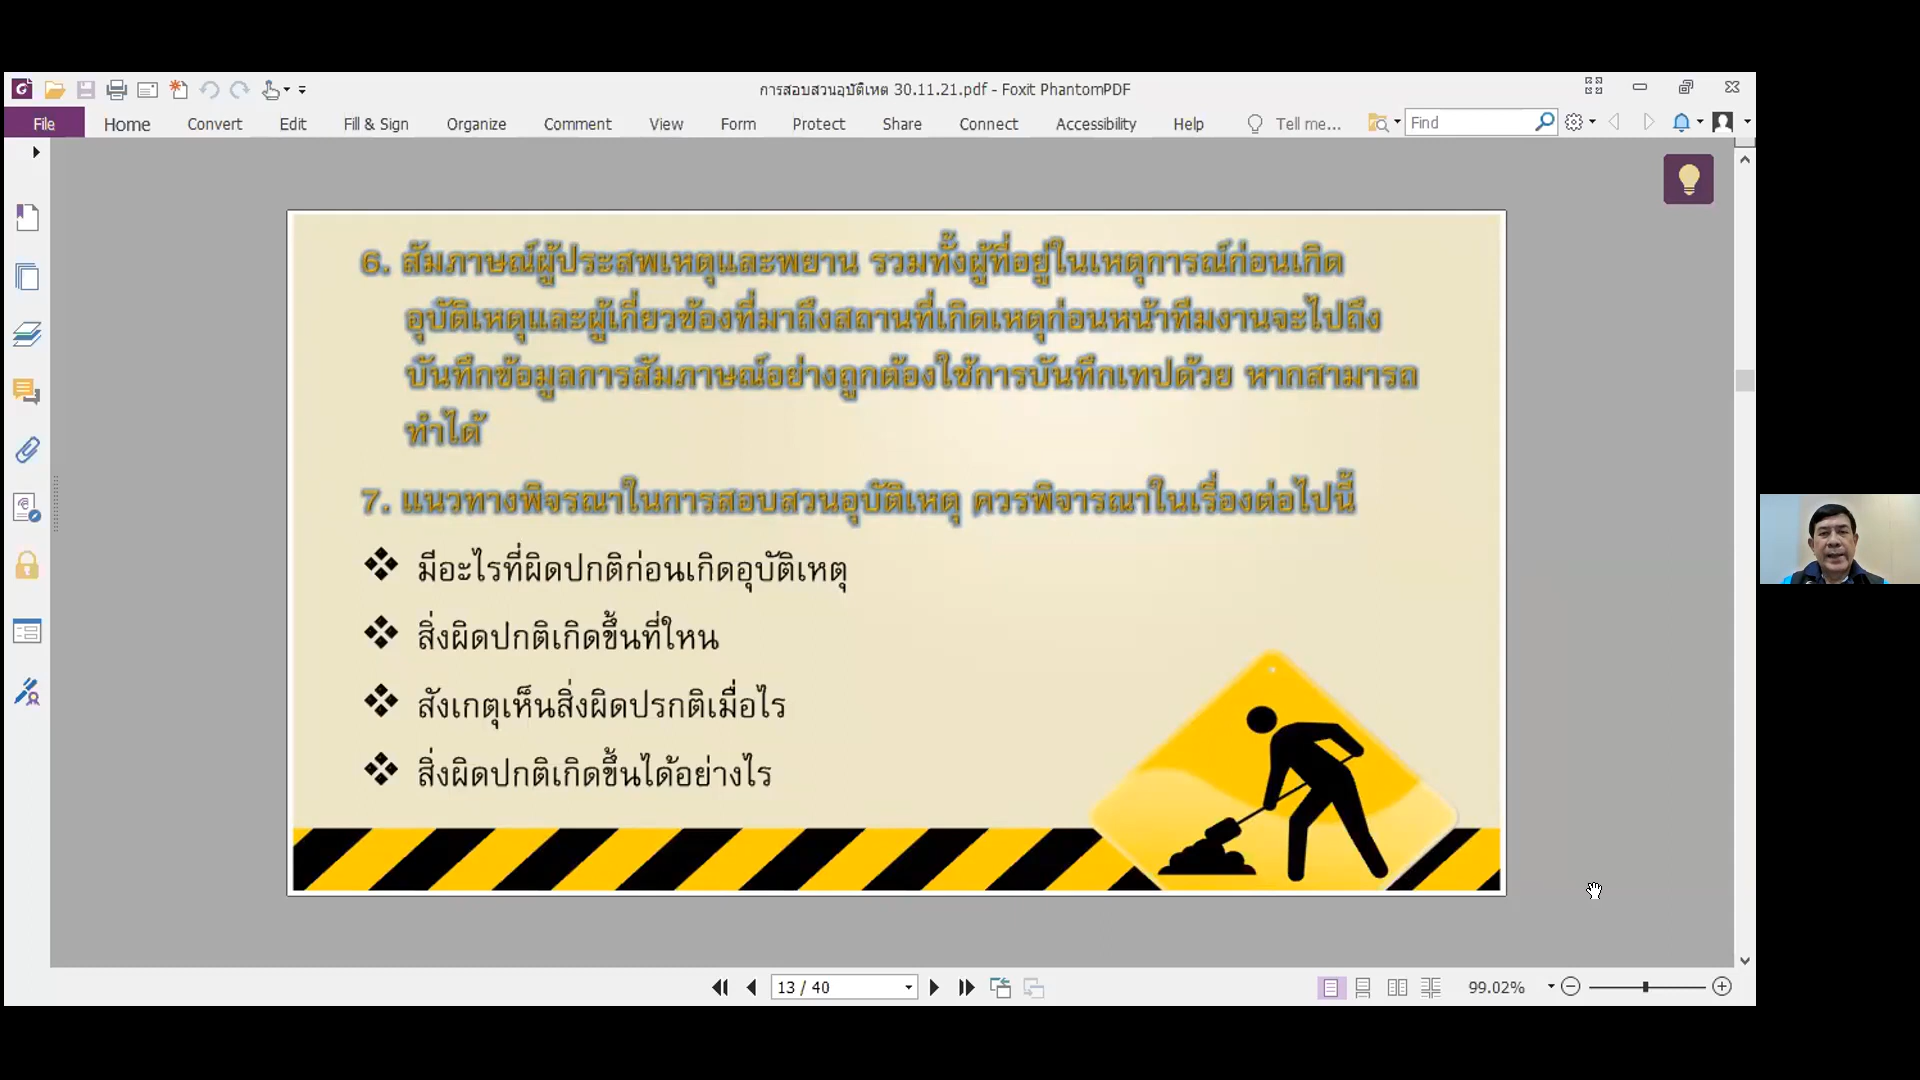 การสอบสวนอุบัติเหต 30.11.21.pdf - Foxit PhantomPDF
File Home Convert Edit Fill & Sign Organize Comment View Form Protect Share Connect Accessibility Help Tell me... Find
6. สัมภาษณ์ผู้ประสพเหตุและพยาน รวมทั้งผู้ที่อยู่ในเหตุการณ์ก่อนเกิด
อุบัติเหตุและผู้เกี่ยวข้องที่มาถึงสถานที่เกิดเหตุก่อนหน้าทีมงานจะไปถึง
บันทึกข้อมูลการสัมภาษณ์อย่างถูกต้องใช้การบันทึกเทปด้วย หากสามารถ
ทำได้
7. แนวทางพิจรณาในการสอบสวนอุบัติเหตุ ควรพิจารณาในเรื่องต่อไปนี้
❖ มีอะไรที่ผิดปกติก่อนเกิดอุบัติเหตุ
❖ สิ่งผิดปกติเกิดขึ้นที่ใหน
❖ สังเกตุเห็นสิ่งผิดปรกติเมื่อไร
❖ สิ่งผิดปกติเกิดขึ้นได้อย่างไร
13 / 40 99.02%